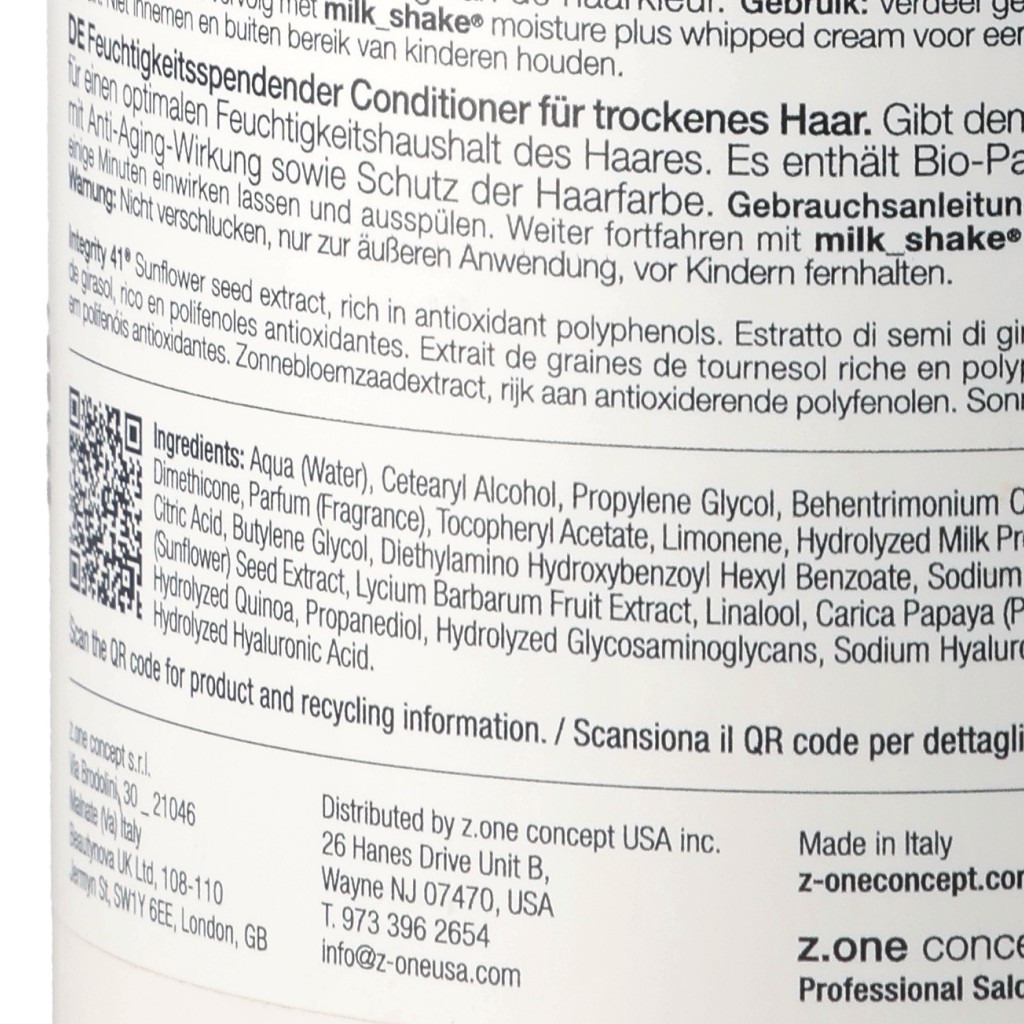 de haarkleur. Gebruik: verdeel
met milk_shake® moisture plus whipped cream voor
innemen en buiten bereik van kinderen houden.
DE Feuchtigkeitsspendender Conditioner für trockenes Haar. Gibt den
für einen optimalen Feuchtigkeitshaushalt des Haares. Es enthält Bio-Pa
mit Anti-Aging-Wirkung sowie Schutz der Haarfarbe. Gebrauchsanleitun
einige Minuten einwirken lassen und ausspülen. Weiter fortfahren mit milk_shake®
Warnung: Nicht verschlucken, nur zur äußeren Anwendung, vor Kindern fernhalten.
Integrity 41® Sunflower seed extract, rich in antioxidant polyphenols. Estratto di semi di gi
de girasol, rico en polifenoles antioxidantes. Extrait de graines de tournesol riche en polyp
em polifenóis antioxidantes. Zonnebloemzaadextract, rijk aan antioxiderende polyfenolen. Sonn
Ingredients: Aqua (Water), Cetearyl Alcohol, Propylene Glycol, Behentrimonium C
Dimethicone, Parfum (Fragrance), Tocopheryl Acetate, Limonene, Hydrolyzed Milk Pr
Citric Acid, Butylene Glycol, Diethylamino Hydroxybenzoyl Hexyl Benzoate, Sodium
(Sunflower) Seed Extract, Lycium Barbarum Fruit Extract, Linalool, Carica Papaya (P
Hydrolyzed Quinoa, Propanediol, Hydrolyzed Glycosaminoglycans, Sodium Hyaluro
Hydrolyzed Hyaluronic Acid.
Scan the QR code for product and recycling information. / Scansiona il QR code per dettagli
z.one concept s.r.l.
Via Brodolini, 30 _ 21046
Malnate (Va) Italy
Beautynova UK Ltd, 108-110
Jermyn St, SW1Y 6EE, London, GB
Distributed by z.one concept USA inc.
26 Hanes Drive Unit B,
Wayne NJ 07470, USA
T. 973 396 2654
info@z-oneusa.com
Made in Italy
z-oneconcept.com
z.one conce
Professional Salo